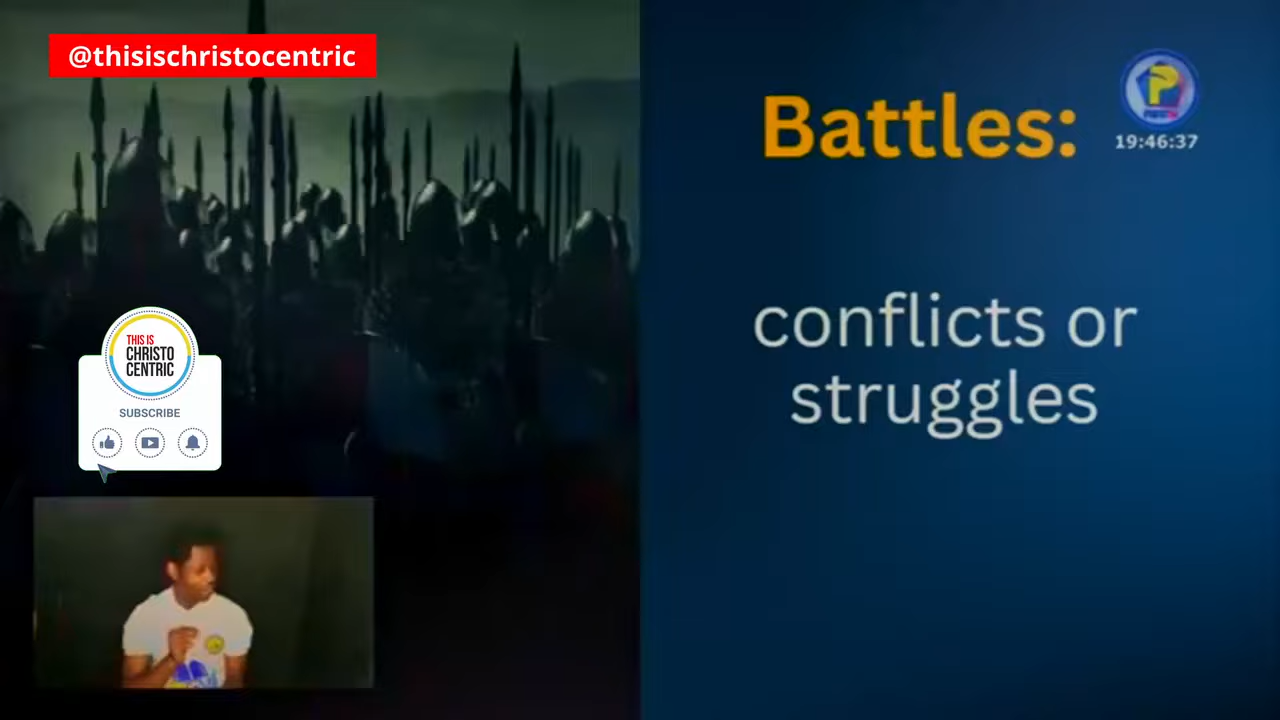 @thisischristocentric
Battles:
19:46:37
conflicts or
struggles
THIS IS
CHRISTO
CENTRIC
SUBSCRIBE